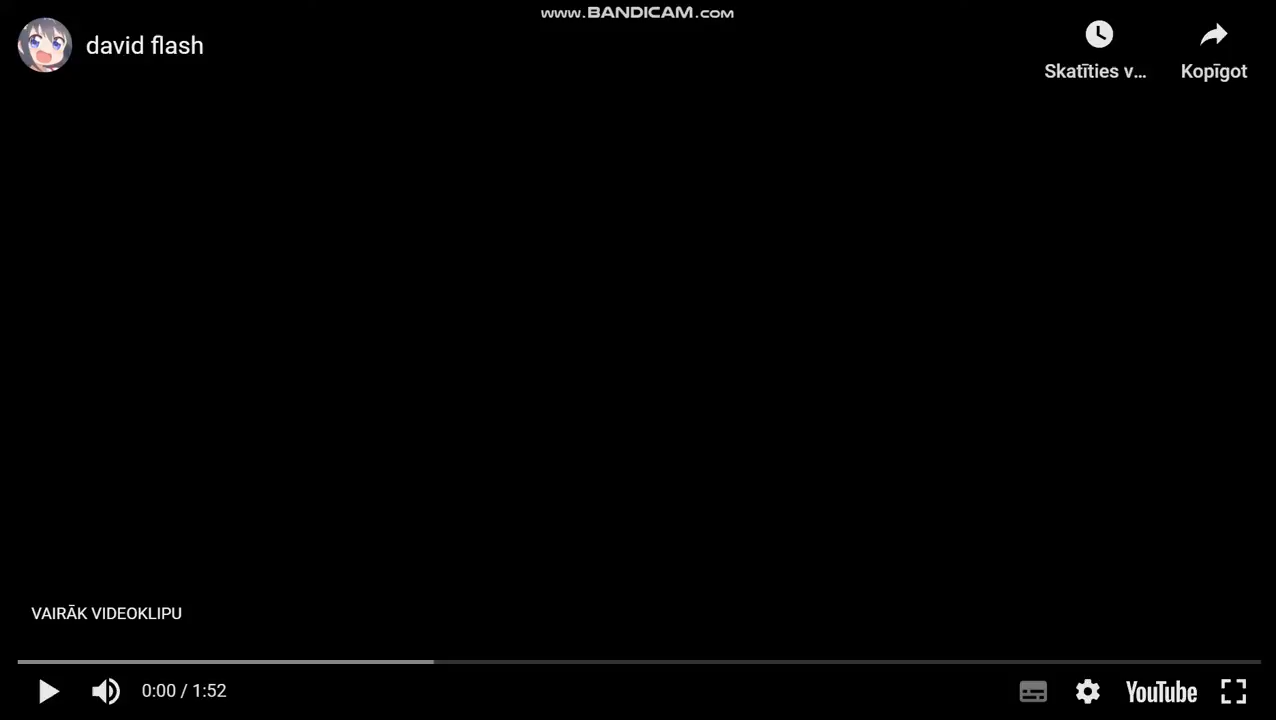 www.BANDICAM.com
david flash
Skatīties v...
Kopīgot
VAIRĀK VIDEOKLIPU
0:00 / 1:52
YouTube